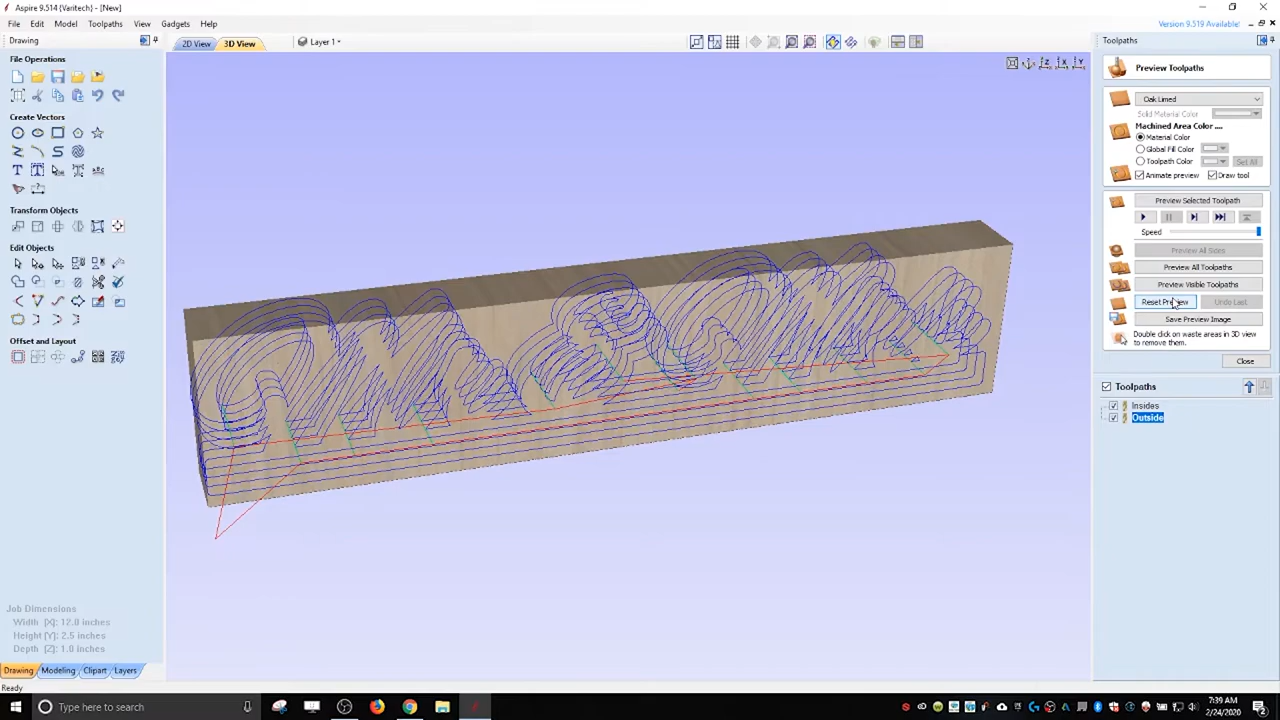 Aspire 9.514 (Varitech) - [New]
File Edit Model Toolpaths View Gadgets Help
Version 9.519 Available!
Drawing
2D View
3D View
Layer 1
Toolpaths
File Operations
Create Vectors
Transform Objects
Edit Objects
Offset and Layout
Job Dimensions
Width (X): 12.0 inches
Height (Y): 2.5 inches
Depth (Z): 1.0 inches
Drawing Modeling Clipart Layers
Ready
Preview Toolpaths
Oak Limed
Solid Material Color
Machined Area Color ....
Material Color
Global Fill Color
Toolpath Color
Set All
Animate preview
Draw tool
Preview Selected Toolpath
Speed
Preview All Sides
Preview All Toolpaths
Preview Visible Toolpaths
Reset Preview
Undo Last
Save Preview Image
Double click on waste areas in 3D view
to remove them.
Close
Toolpaths
Insides
Outside
Type here to search
7:39 AM
2/24/2020